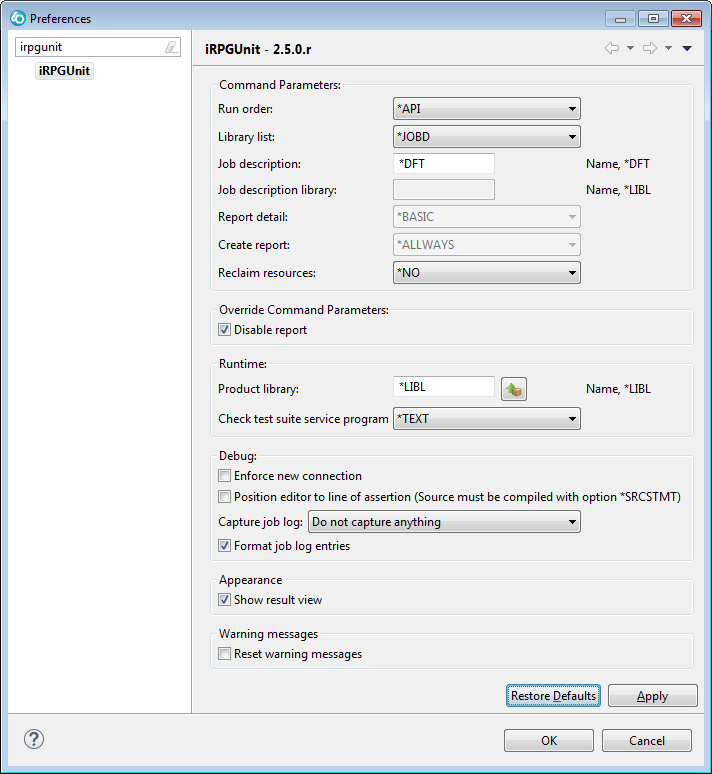 Preferences
irpgunit
iRPGUnit
iRPGUnit - 2.5.0.r
Command Parameters:
Run order: *API
Library list: *JOBD
Job description: *DFT Name, *DFT
Job description library: Name, *LIBL
Report detail: *BASIC
Create report: *ALLWAYS
Reclaim resources: *NO
Override Command Parameters:
Disable report
Runtime:
Product library: *LIBL Name, *LIBL
Check test suite service program *TEXT
Debug:
Enforce new connection
Position editor to line of assertion (Source must be compiled with option *SRCSTMT)
Capture job log: Do not capture anything
Format job log entries
Appearance
Show result view
Warning messages
Reset warning messages
Restore Defaults Apply
? OK Cancel